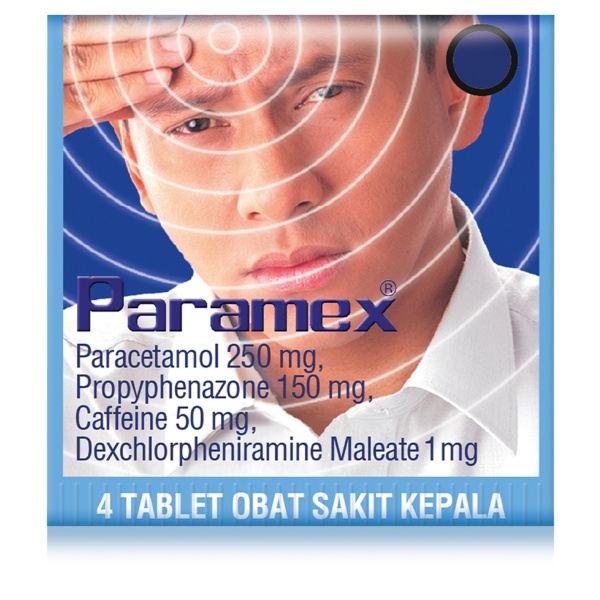 Paramex®
Paracetamol 250 mg,
Propyphenazone 150 mg,
Caffeine 50 mg,
Dexchlorpheniramine Maleate 1 mg
4 TABLET OBAT SAKIT KEPALA